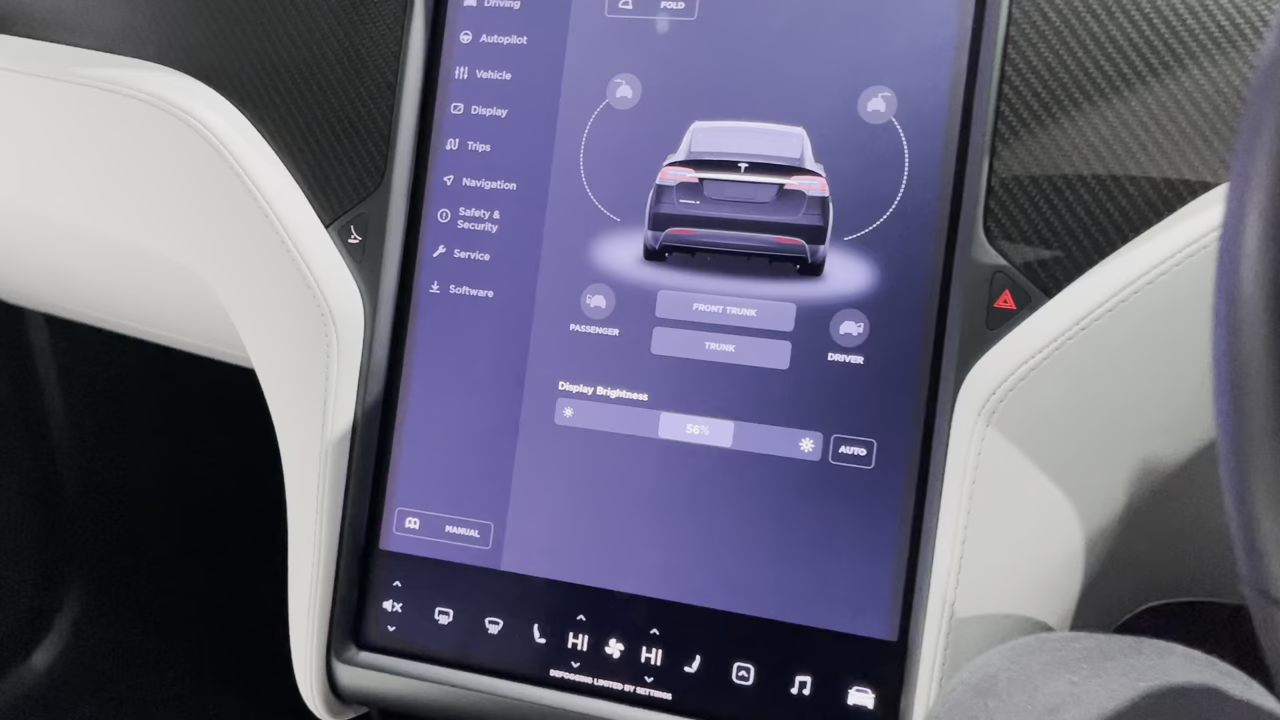 Driving
FOLD
Autopilot
Vehicle
Display
Trips
Navigation
Safety &
Security
Service
Software
PASSENGER
FRONT TRUNK
TRUNK
DRIVER
Display Brightness
56%
AUTO
MANUAL
HI
HI
DEFOGGING LIMITED BY SETTINGS